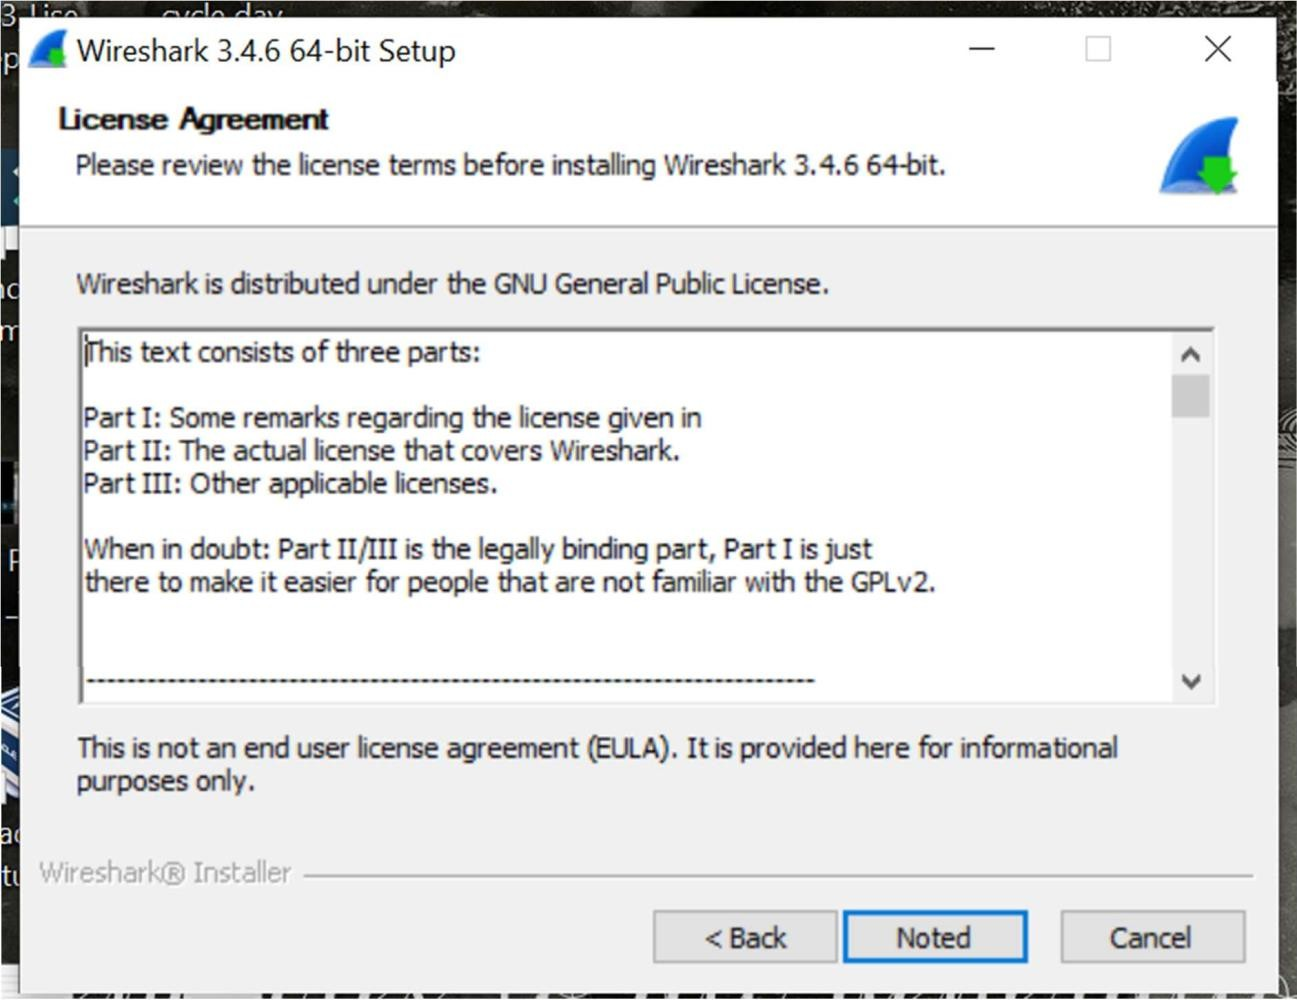 cycle day
Wireshark 3.4.6 64-bit Setup
License Agreement
Please review the license terms before installing Wireshark 3.4.6 64-bit.
Wireshark is distributed under the GNU General Public License.
This text consists of three parts:
Part I: Some remarks regarding the license given in
Part II: The actual license that covers Wireshark.
Part III: Other applicable licenses.
When in doubt: Part II/III is the legally binding part, Part I is just
there to make it easier for people that are not familiar with the GPLv2.
--------------------------------------------------------------------------
This is not an end user license agreement (EULA). It is provided here for informational
purposes only.
Wireshark® Installer
< Back
Noted
Cancel